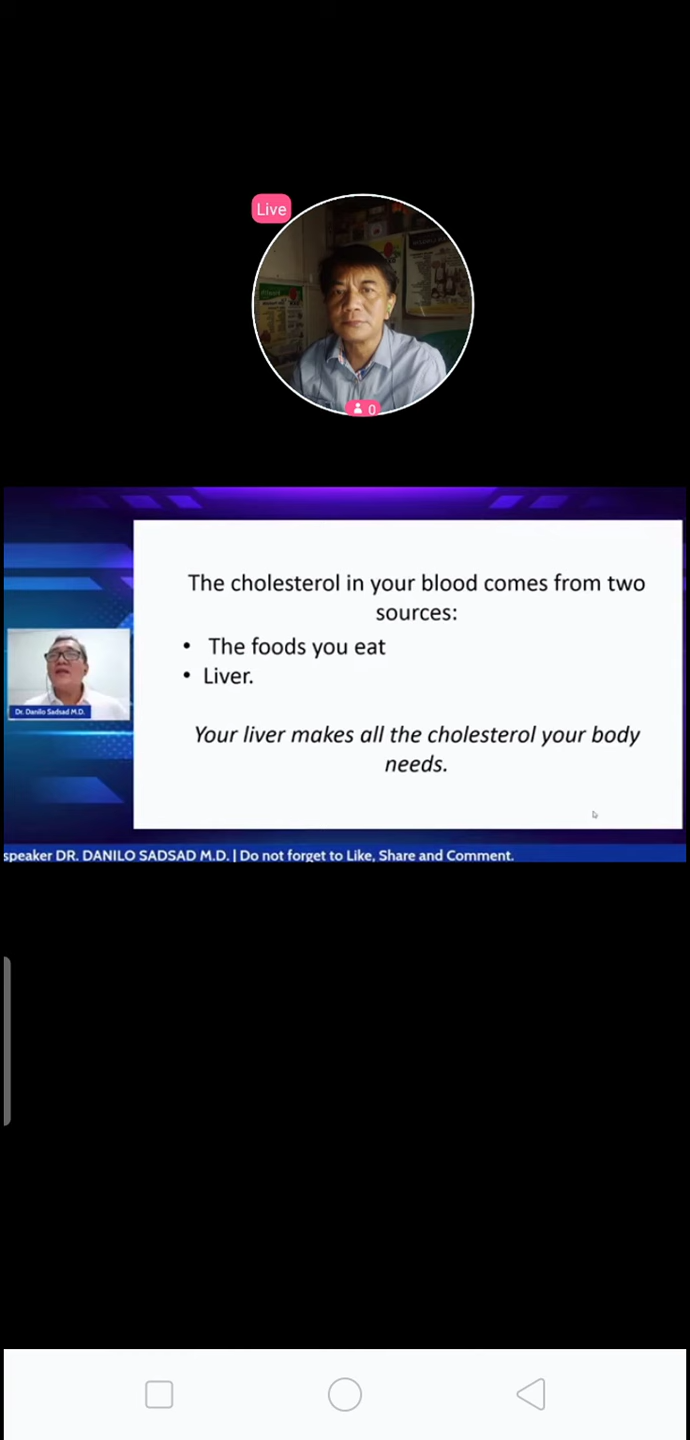 Live
0
The cholesterol in your blood comes from two
sources:
• The foods you eat
• Liver.
Your liver makes all the cholesterol your body
needs.
Dr. Danilo Sadsad M.D.
speaker DR. DANILO SADSAD M.D. | Do not forget to Like, Share and Comment.